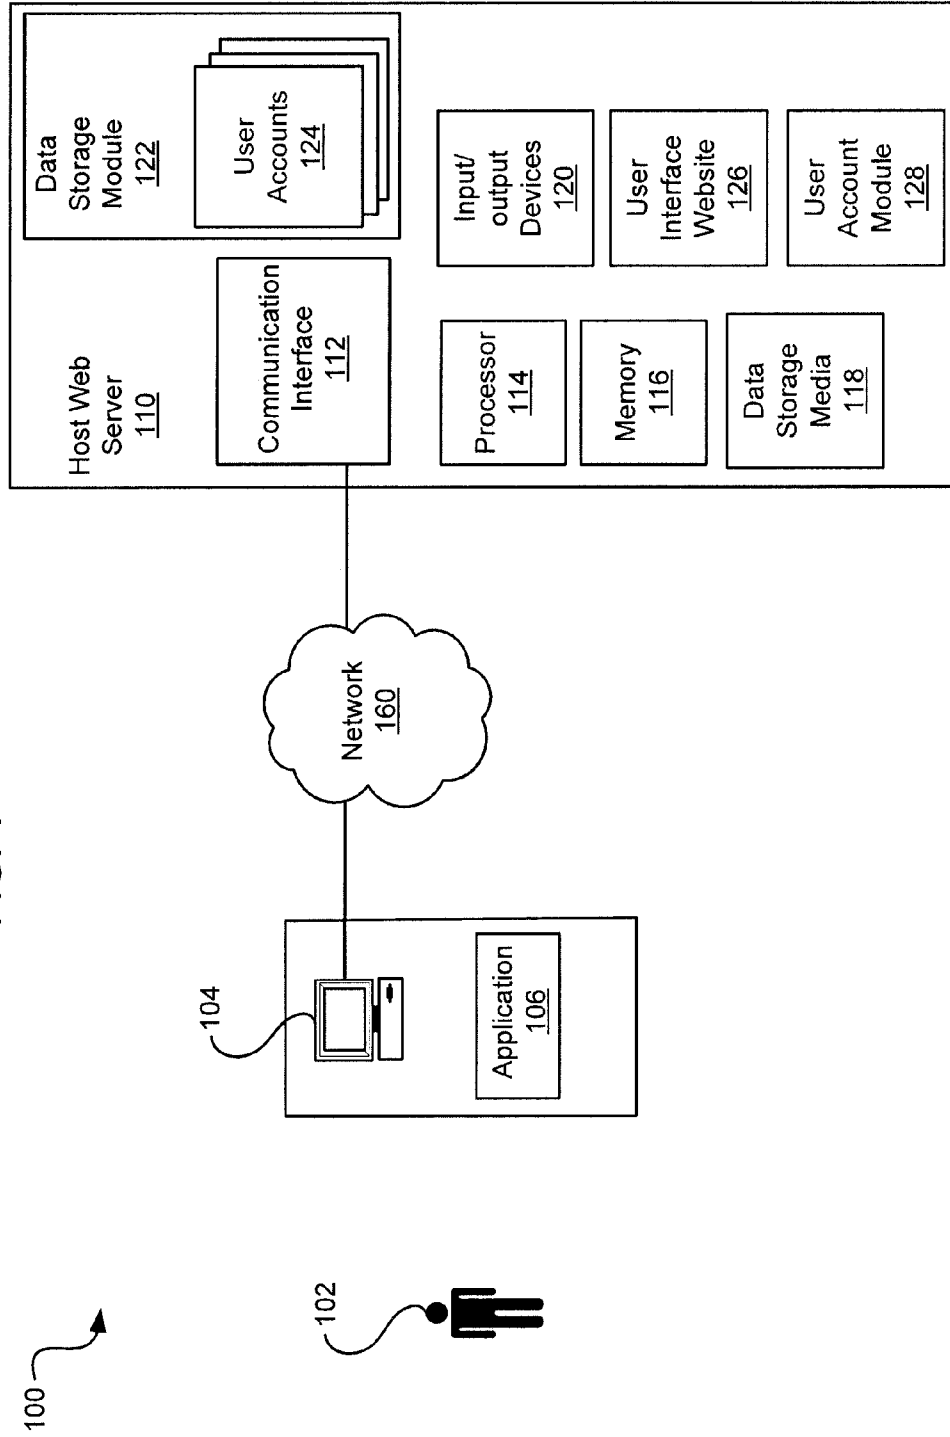 100
102
104
Application
106
Network
160
Host Web
Server
110
Communication
Interface
112
Processor
114
Memory
116
Data
Storage
Media
118
Data
Storage
Module
122
User
Accounts
124
Input/
output
Devices
120
User
Interface
Website
126
User
Account
Module
128